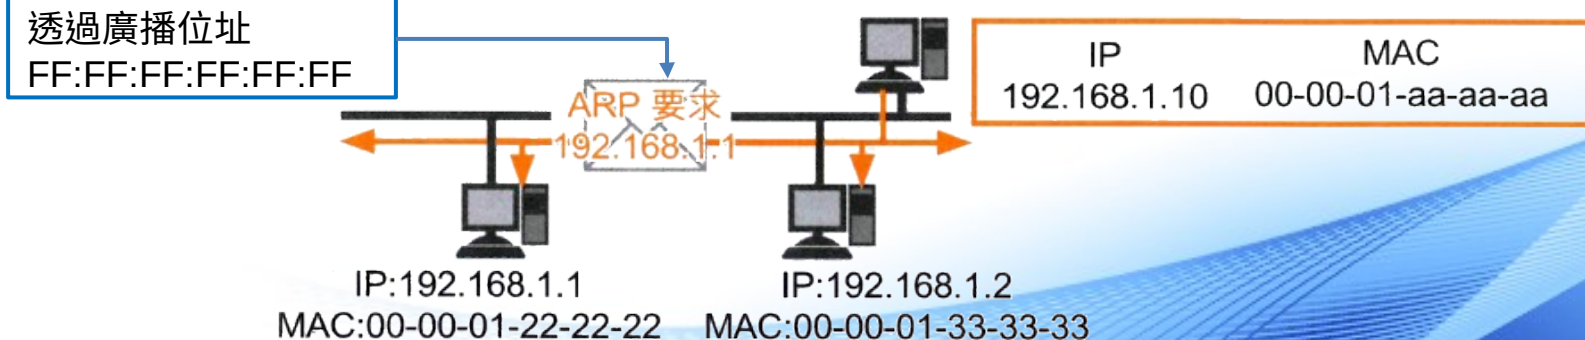 透過廣播位址
FF:FF:FF:FF:FF:FF
ARP 要求
192.168.1.1
IP MAC
192.168.1.10 00-00-01-aa-aa-aa
IP:192.168.1.1
MAC:00-00-01-22-22-22
IP:192.168.1.2
MAC:00-00-01-33-33-33